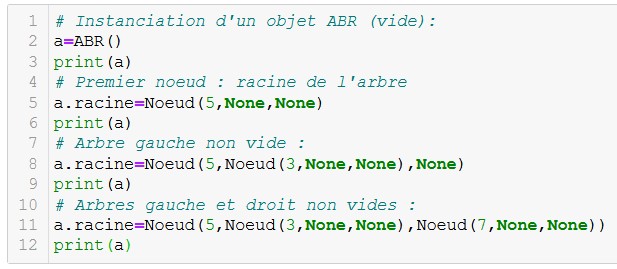 1 # Instanciation d'un objet ABR (vide):
2 a=ABR()
3 print(a)
4 # Premier noeud : racine de l'arbre
5 a.racine=Noeud(5,None,None)
6 print(a)
7 # Arbre gauche non vide :
8 a.racine=Noeud(5,Noeud(3,None,None),None)
9 print(a)
10 # Arbres gauche et droit non vides :
11 a.racine=Noeud(5,Noeud(3,None,None),Noeud(7,None,None))
12 print(a)